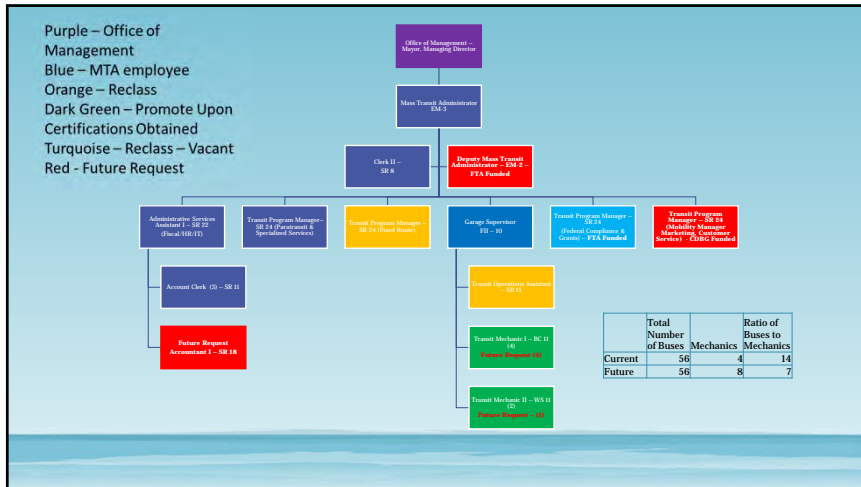 Purple – Office of
Management
Blue – MTA employee
Orange – Reclass
Dark Green – Promote Upon
Certifications Obtained
Turquoise – Reclass – Vacant
Red - Future Request
Office of Management –
Mayor, Managing Director
Mass Transit Administrator
EM-3
Clerk II –
SR 8
Deputy Mass Transit
Administrator – EM-2 –
FTA Funded
Administrative Services
Assistant I – SR 22
(Fiscal/HR/IT)
Transit Program Manager–
SR 24 (Paratransit &
Specialized Services)
Transit Program Manager –
SR 24 (Fixed Route)
Garage Supervisor
FII – 10
Transit Program Manager –
SR 24
(Federal Compliance &
Grants) – FTA Funded
Transit Program
Manager – SR 24
(Mobility Manager
Marketing, Customer
Service) - CDBG Funded
Account Clerk (3) – SR 11
Future Request
Accountant I – SR 18
Transit Operations Assistant
– SR 15
Transit Mechanic I – BC 11
(4)
Future Request (4)
Transit Mechanic II – WS 11
(2)
Future Request – (1)
Total
Number
of Buses
Mechanics
Ratio of
Buses to
Mechanics
Current 56 4 14
Future 56 8 7